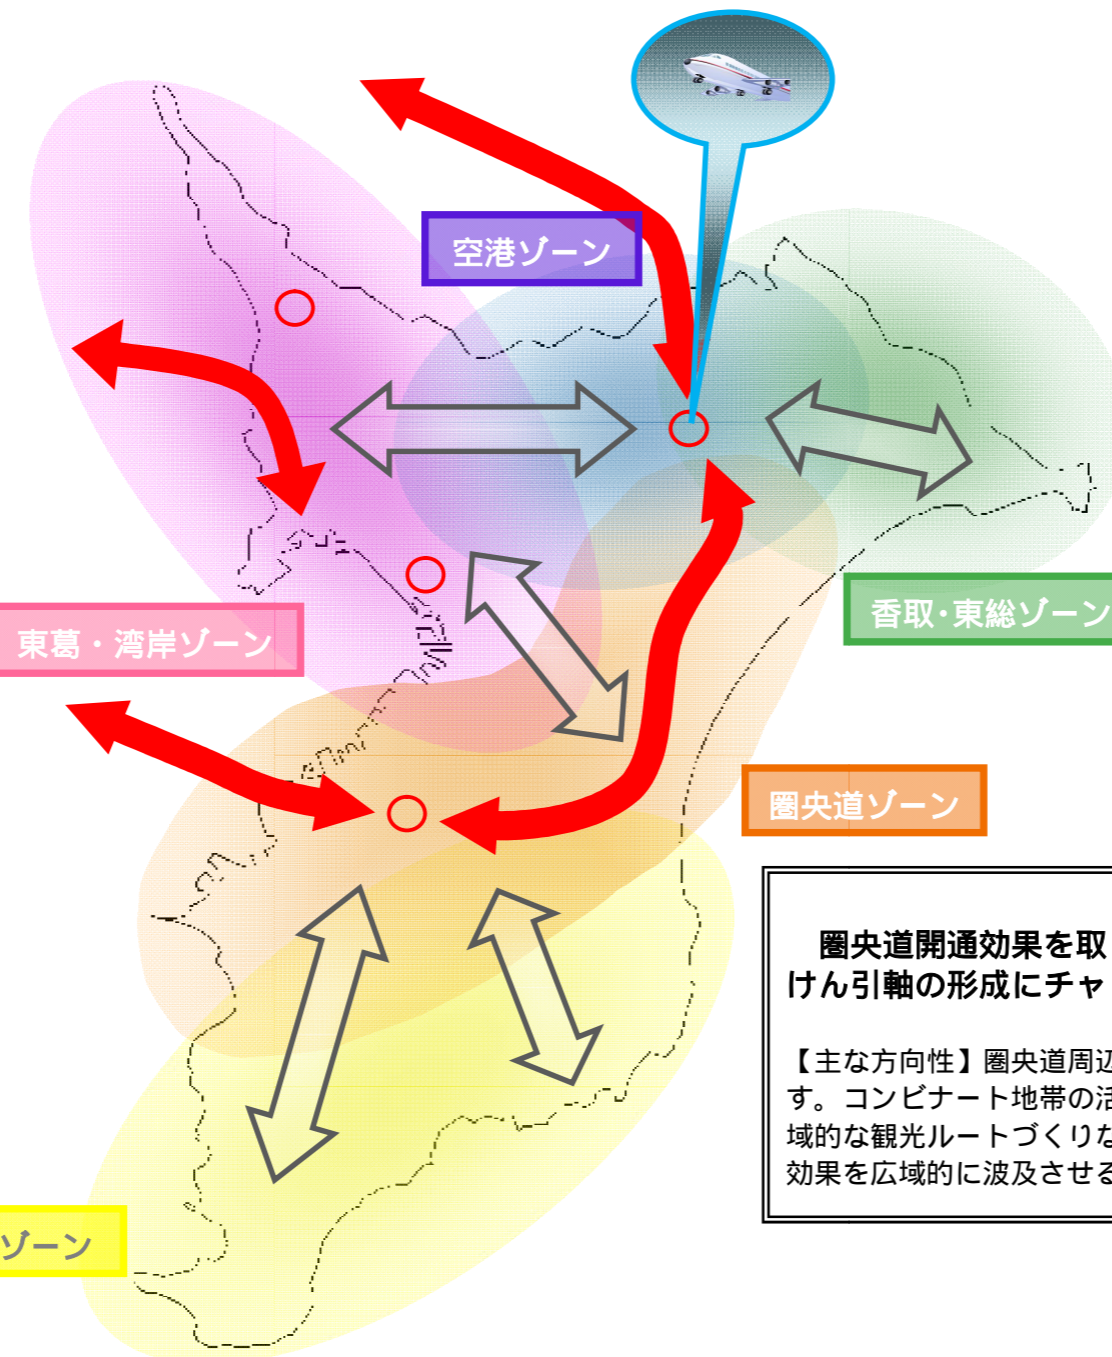 空港ゾーン
香取・東総ゾーン
東葛・湾岸ゾーン
圏央道ゾーン
圏央道開通効果を取
けん引軸の形成にチャ
【主な方向性】圏央道周辺
す。コンビナート地帯の活
域的な観光ルートづくりな
効果を広域的に波及させる
ゾーン